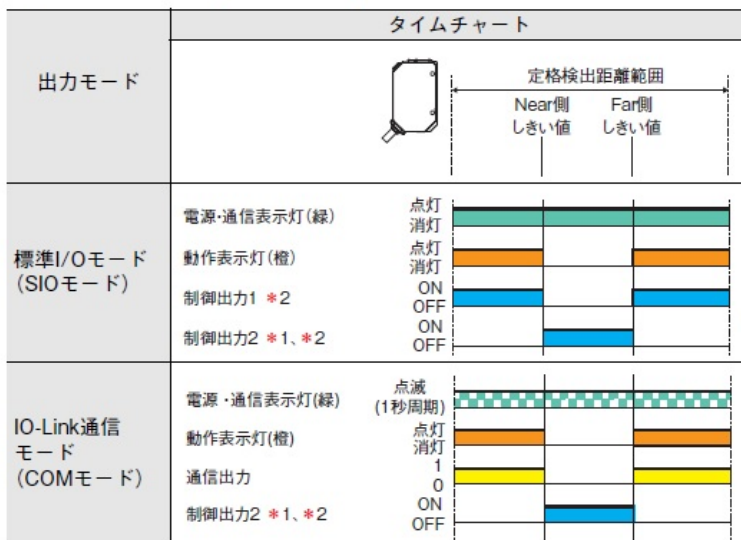 タイムチャート
出力モード
定格検出距離範囲
Near側
しきい値
Far側
しきい値
標準I/Oモード
(SIOモード)
電源・通信表示灯(緑)
点灯
消灯
動作表示灯(橙)
点灯
消灯
制御出力1 *2
ON
OFF
制御出力2 *1、*2
ON
OFF
IO-Link通信
モード
(COMモード)
電源・通信表示灯(緑)
点滅
(1秒周期)
動作表示灯(橙)
点灯
消灯
通信出力
1
0
制御出力2 *1、*2
ON
OFF